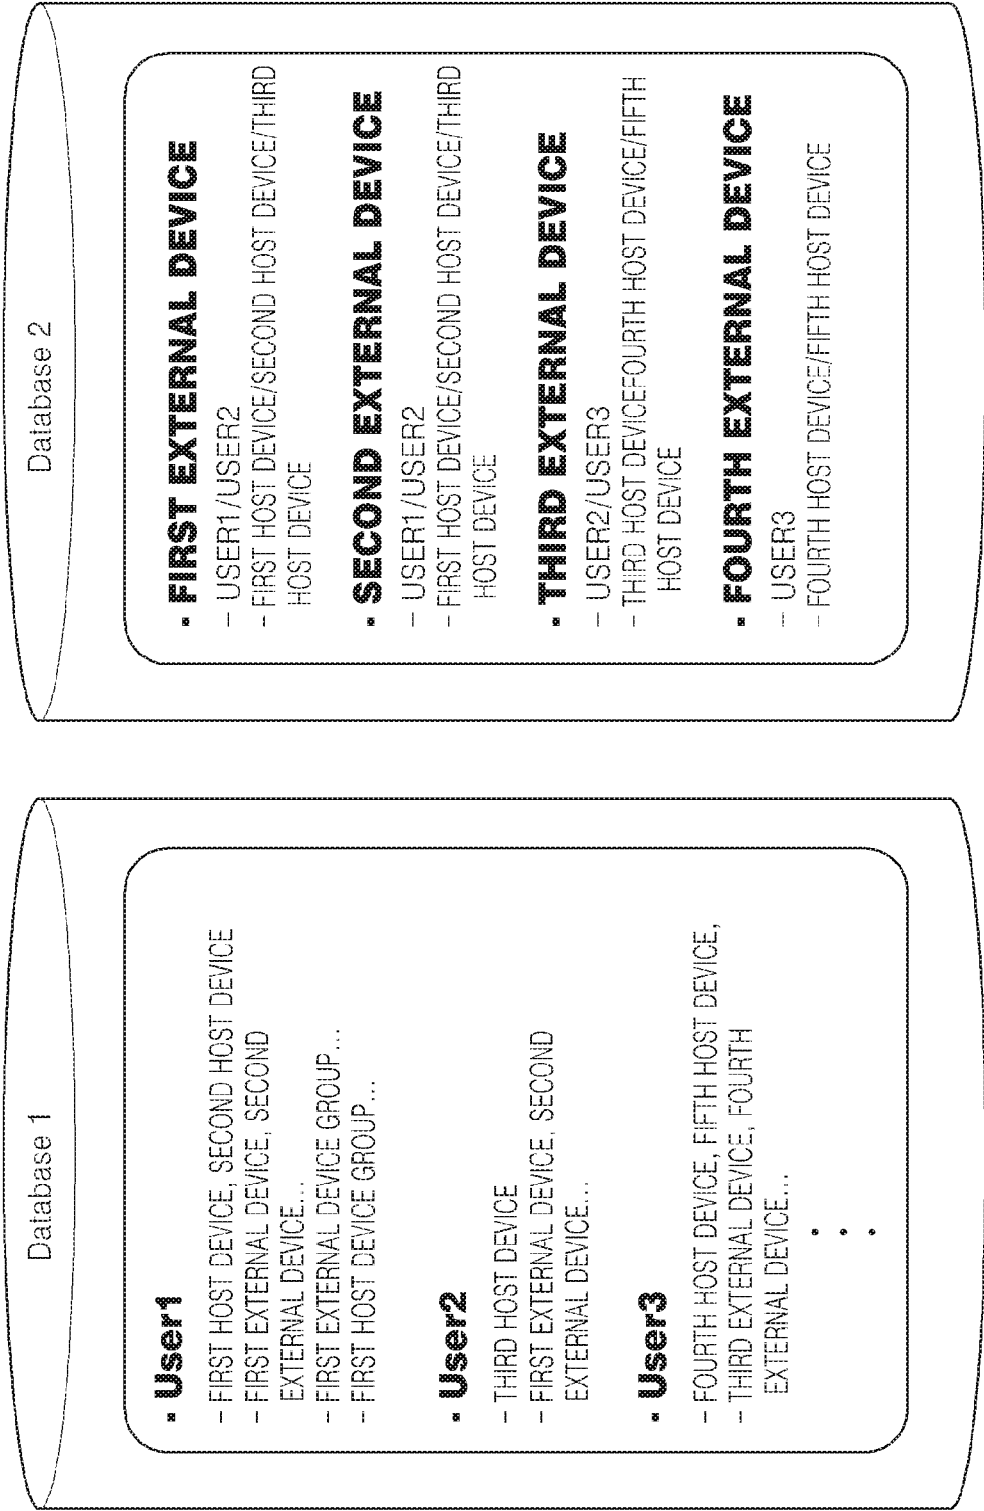 Database 1
• User1
– FIRST HOST DEVICE, SECOND HOST DEVICE
– FIRST EXTERNAL DEVICE, SECOND
EXTERNAL DEVICE...
– FIRST EXTERNAL DEVICE GROUP...
– FIRST HOST DEVICE GROUP...
• User2
– THIRD HOST DEVICE
– FIRST EXTERNAL DEVICE, SECOND
EXTERNAL DEVICE...
• User3
– FOURTH HOST DEVICE, FIFTH HOST DEVICE,
– THIRD EXTERNAL DEVICE, FOURTH
EXTERNAL DEVICE...
Database 2
• FIRST EXTERNAL DEVICE
– USER1/USER2
– FIRST HOST DEVICE/SECOND HOST DEVICE/THIRD
HOST DEVICE
• SECOND EXTERNAL DEVICE
– USER1/USER2
– FIRST HOST DEVICE/SECOND HOST DEVICE/THIRD
HOST DEVICE
• THIRD EXTERNAL DEVICE
– USER2/USER3
– THIRD HOST DEVICEFOURTH HOST DEVICE/FIFTH
HOST DEVICE
• FOURTH EXTERNAL DEVICE
– USER3
– FOURTH HOST DEVICE/FIFTH HOST DEVICE